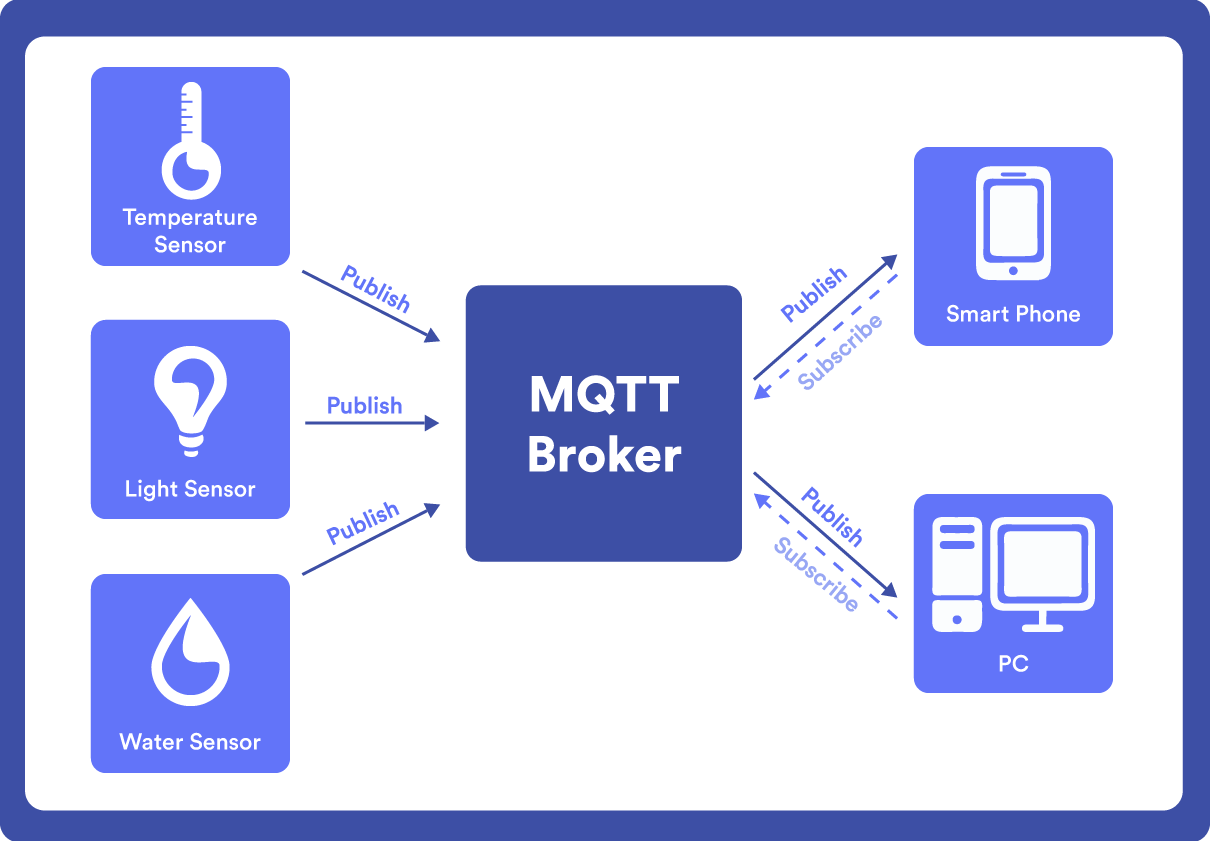 Temperature
Sensor
Publish
Light Sensor
Publish
Water Sensor
Publish
MQTT
Broker
Publish
Subscribe
Smart Phone
Publish
Subscribe
PC